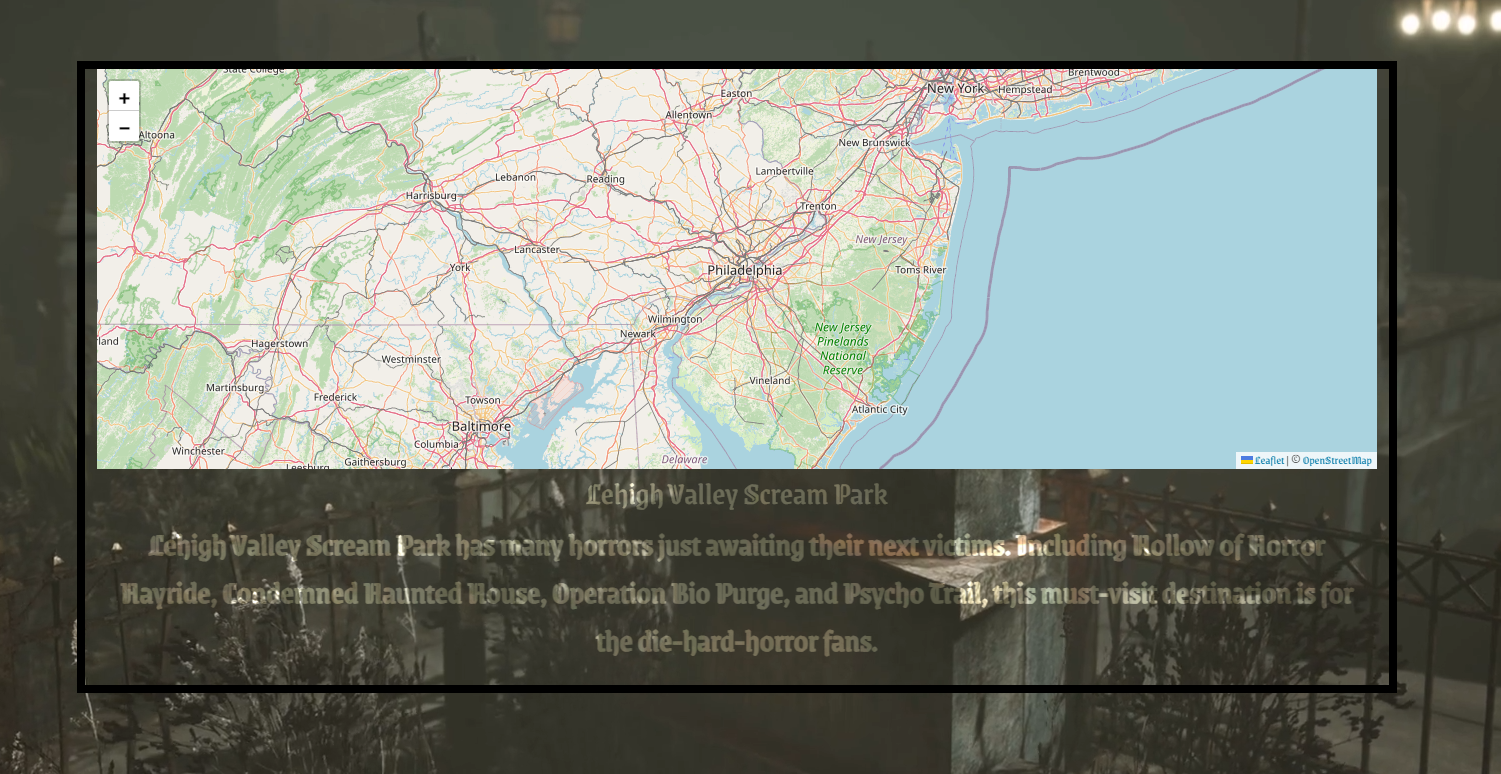 State College
Brentwood
New York
Hempstead
+
Easton
Allentown
−
Altoona
New Brunswick
Lambertville
Lebanon
Reading
Harrisburg
Trenton
New Jersey
Lancaster
York
Philadelphia
Toms River
Wilmington
Newark
New Jersey
Pinelands
National
Reserve
land
Hagerstown
Westminster
Martinsburg
Vineland
Frederick
Towson
Atlantic City
Baltimore
Columbia
Winchester
Gaithersburg
Delaware
Leesburg
Leaflet | © OpenStreetMap
Lehigh Valley Scream Park
Lehigh Valley Scream Park has many horrors just awaiting their next victims. Including Hollow of Horror
Hayride, Condemned Haunted House, Operation Bio Purge, and Psycho Trail, this must-visit destination is for
the die-hard-horror fans.